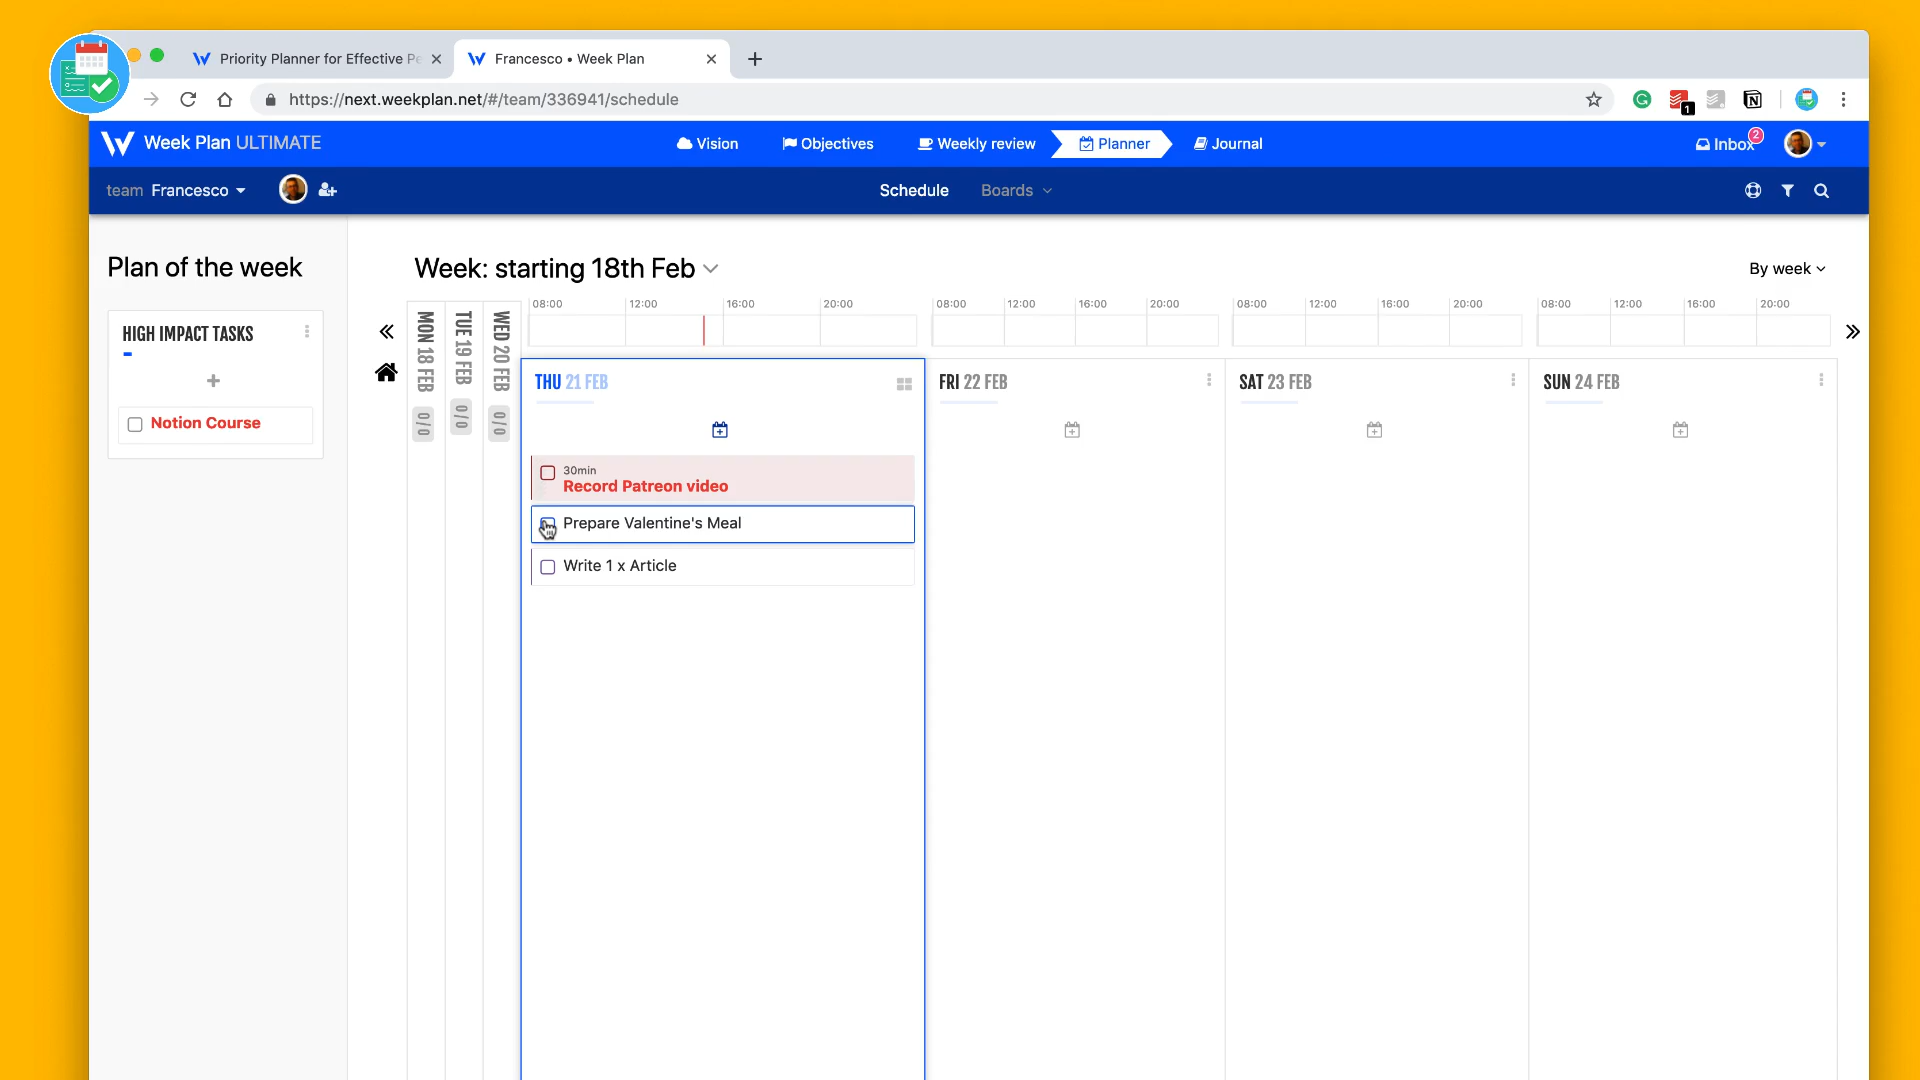 Priority Planner for Effective Pe
Francesco • Week Plan
https://next.weekplan.net/#/team/336941/schedule
1
Week Plan ULTIMATE
Vision
Objectives
Weekly review
Planner
Journal
Inbox
2
team Francesco
Schedule
Boards
Plan of the week
Week: starting 18th Feb
By week
HIGH IMPACT TASKS
Notion Course
08:00 12:00 16:00 20:00
08:00 12:00 16:00 20:00
08:00 12:00 16:00 20:00
08:00 12:00 16:00 20:00
MON 18 FEB
0/0
TUE 19 FEB
0/0
WED 20 FEB
0/0
THU 21 FEB
30min
Record Patreon video
Prepare Valentine's Meal
Write 1 x Article
FRI 22 FEB
SAT 23 FEB
SUN 24 FEB